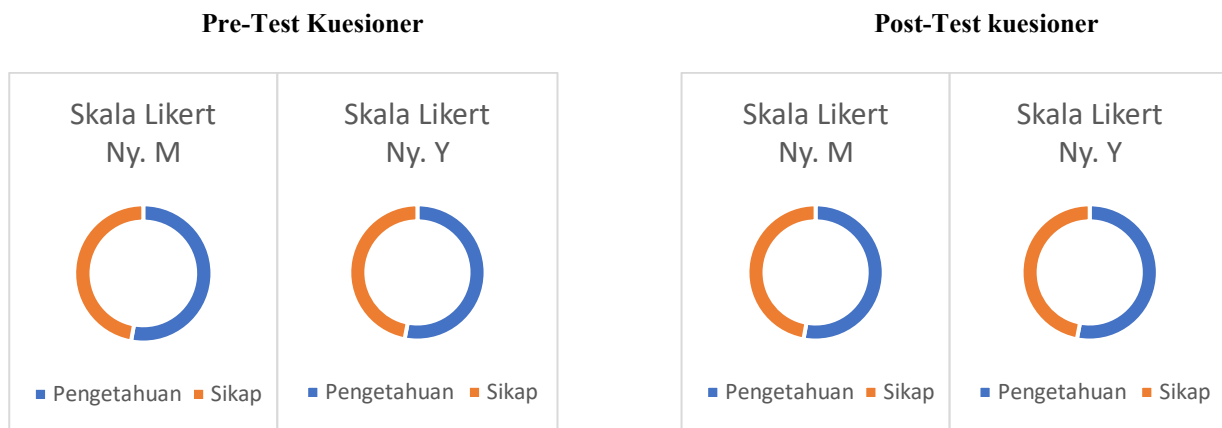 Pre-Test Kuesioner
Skala Likert
Ny. M
Pengetahuan Sikap
Skala Likert
Ny. Y
Pengetahuan Sikap
Post-Test kuesioner
Skala Likert
Ny. M
Pengetahuan Sikap
Skala Likert
Ny. Y
Pengetahuan Sikap